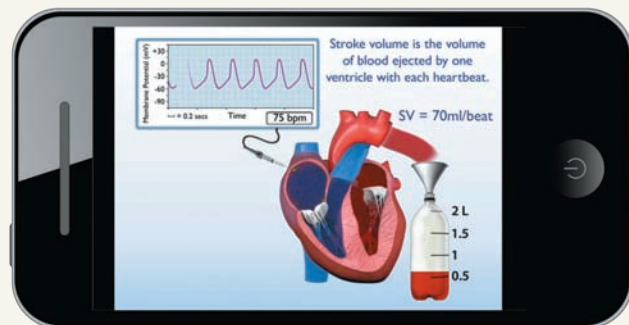 +30
0
-30
-60
-90
Membrane Potential (mV)
= 0.2 secs
Time
75 bpm
Stroke volume is the volume
of blood ejected by one
ventricle with each heartbeat.
SV = 70ml/beat
2 L
1.5
1
0.5